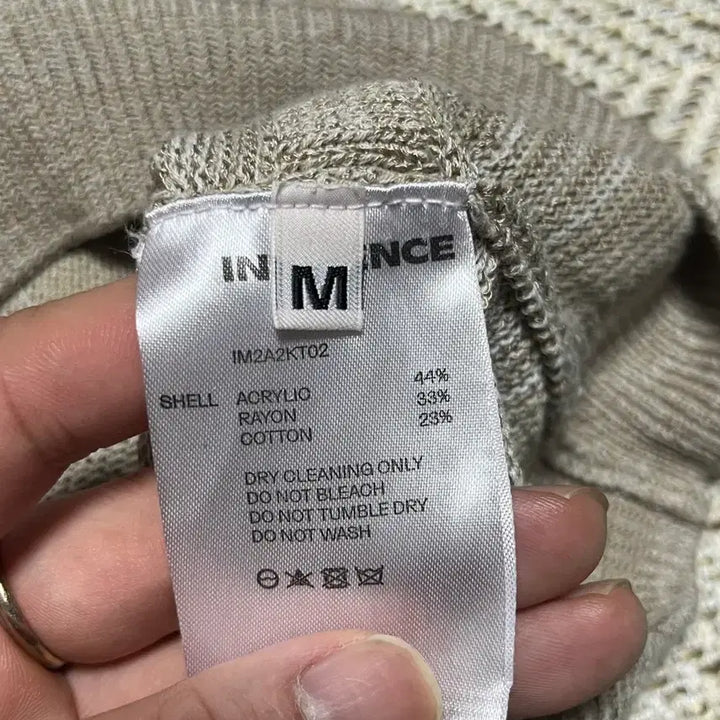 IN NCE
M
IM2A2KT02
SHELL ACRYLIC 44%
RAYON 33%
COTTON 23%
DRY CLEANING ONLY
DO NOT BLEACH
DO NOT TUMBLE DRY
DO NOT WASH